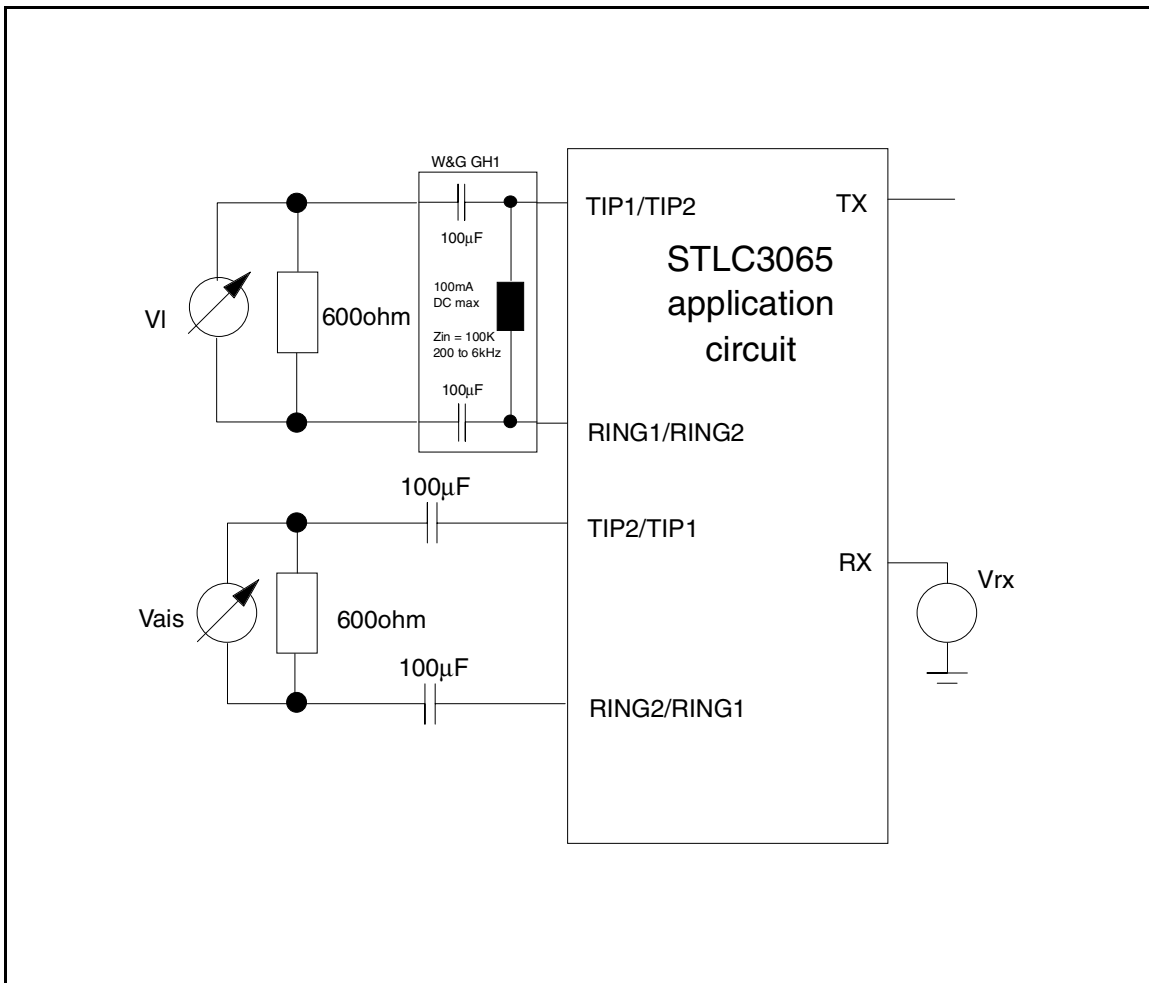 W&G GH1
100µF
100mA
DC max
Zin = 100K
200 to 6kHz
100µF
Vl
600ohm
TIP1/TIP2
TX
STLC3065
application
circuit
RING1/RING2
100µF
TIP2/TIP1
RX
Vrx
Vais
600ohm
100µF
RING2/RING1